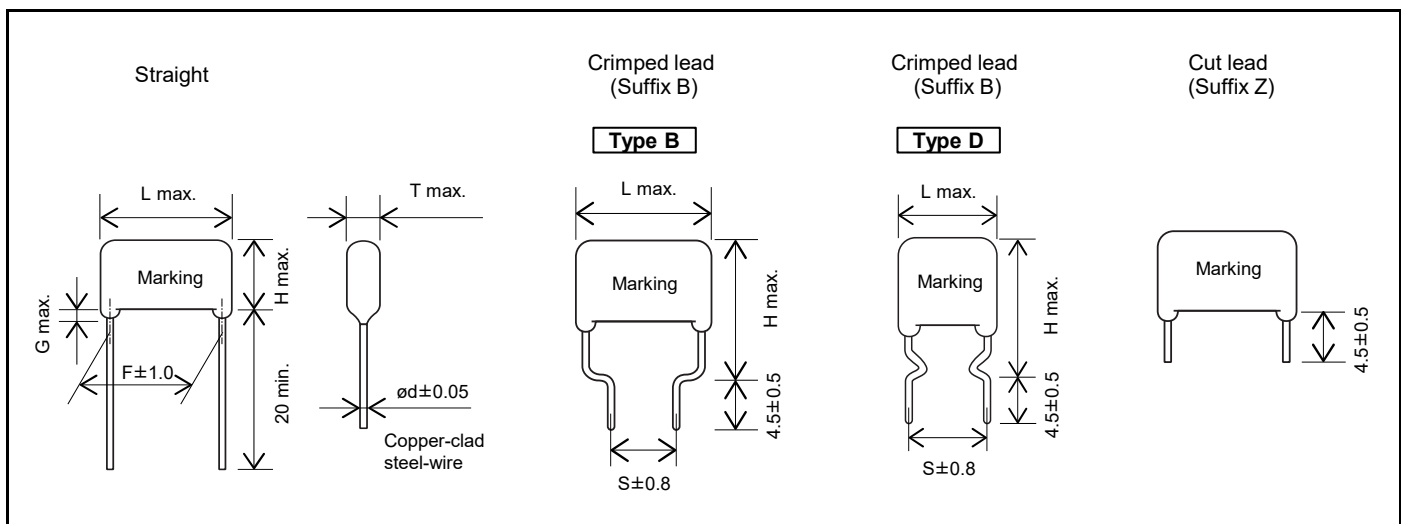 Straight
Crimped lead
(Suffix B)
Crimped lead
(Suffix B)
Cut lead
(Suffix Z)
Type B
Type D
L max.
T max.
L max.
L max.
Marking
H max.
Marking
H max.
Marking
H max.
Marking
G max.
F±1.0
20 min.
ød±0.05
Copper-clad
steel-wire
4.5±0.5
S±0.8
4.5±0.5
S±0.8
4.5±0.5